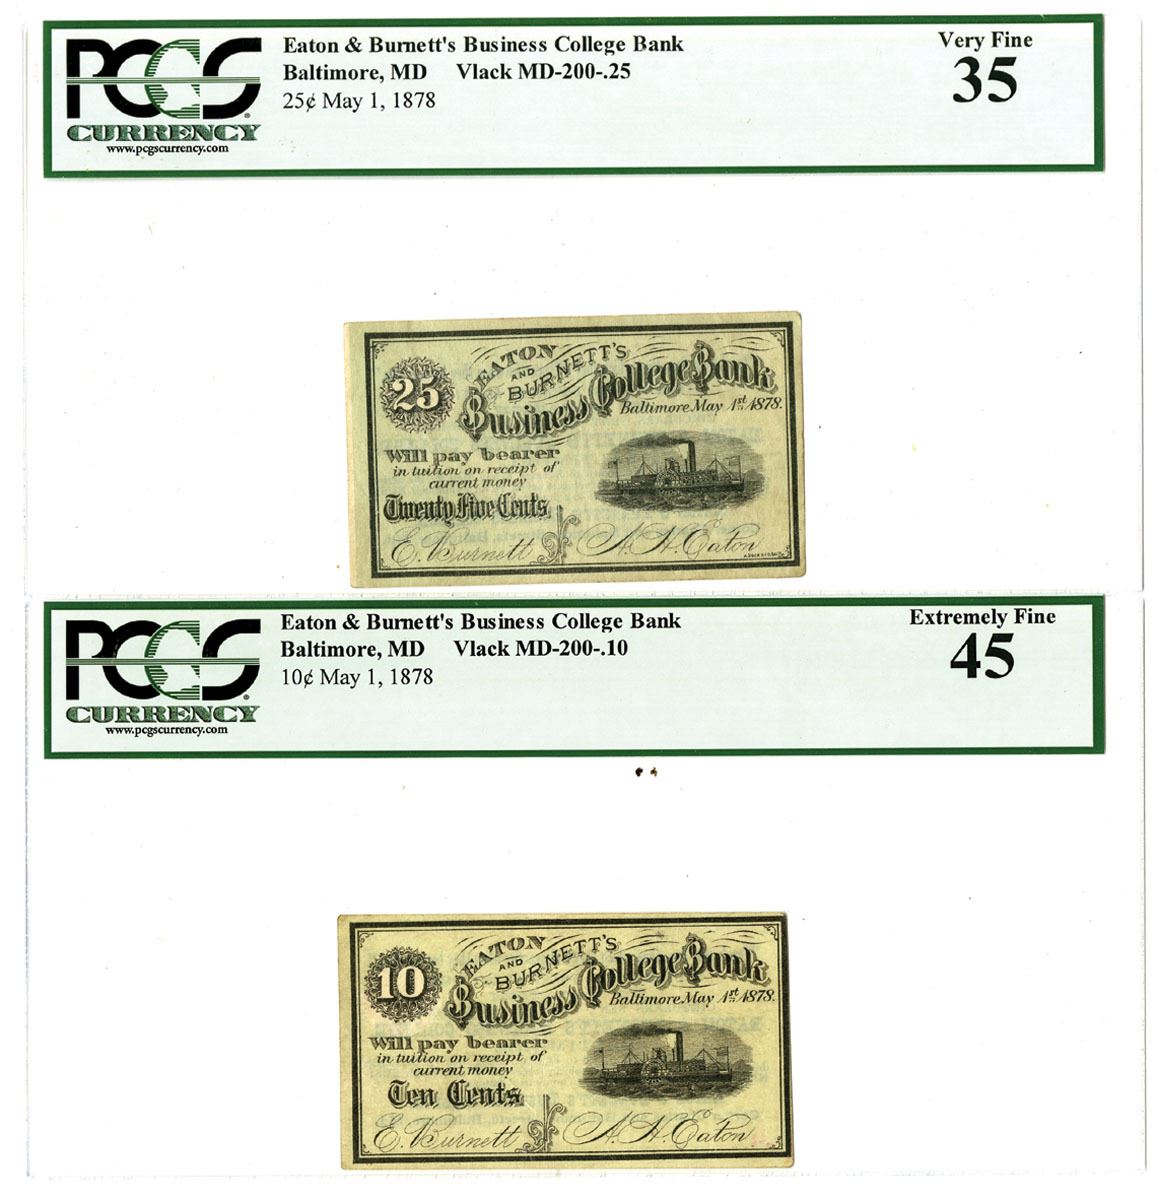 PCGS
CURRENCY
www.pcgscurrency.com
Eaton & Burnett's Business College Bank
Baltimore, MD Vlack MD-200-.25
25¢ May 1, 1878
Very Fine
35
25
EATON
AND
BURNETT'S
Business College Bank
Baltimore May 1st 1878.
Will pay bearer
in tuition on receipt of
current money
Twenty Five Cents
E. Burnett A. H. Eaton
PCGS
CURRENCY
www.pcgscurrency.com
Eaton & Burnett's Business College Bank
Baltimore, MD Vlack MD-200-.10
10¢ May 1, 1878
Extremely Fine
45
10
EATON
AND
BURNETT'S
Business College Bank
Baltimore May 1st 1878.
Will pay bearer
in tuition on receipt of
current money
Ten Cents
E. Burnett A. H. Eaton